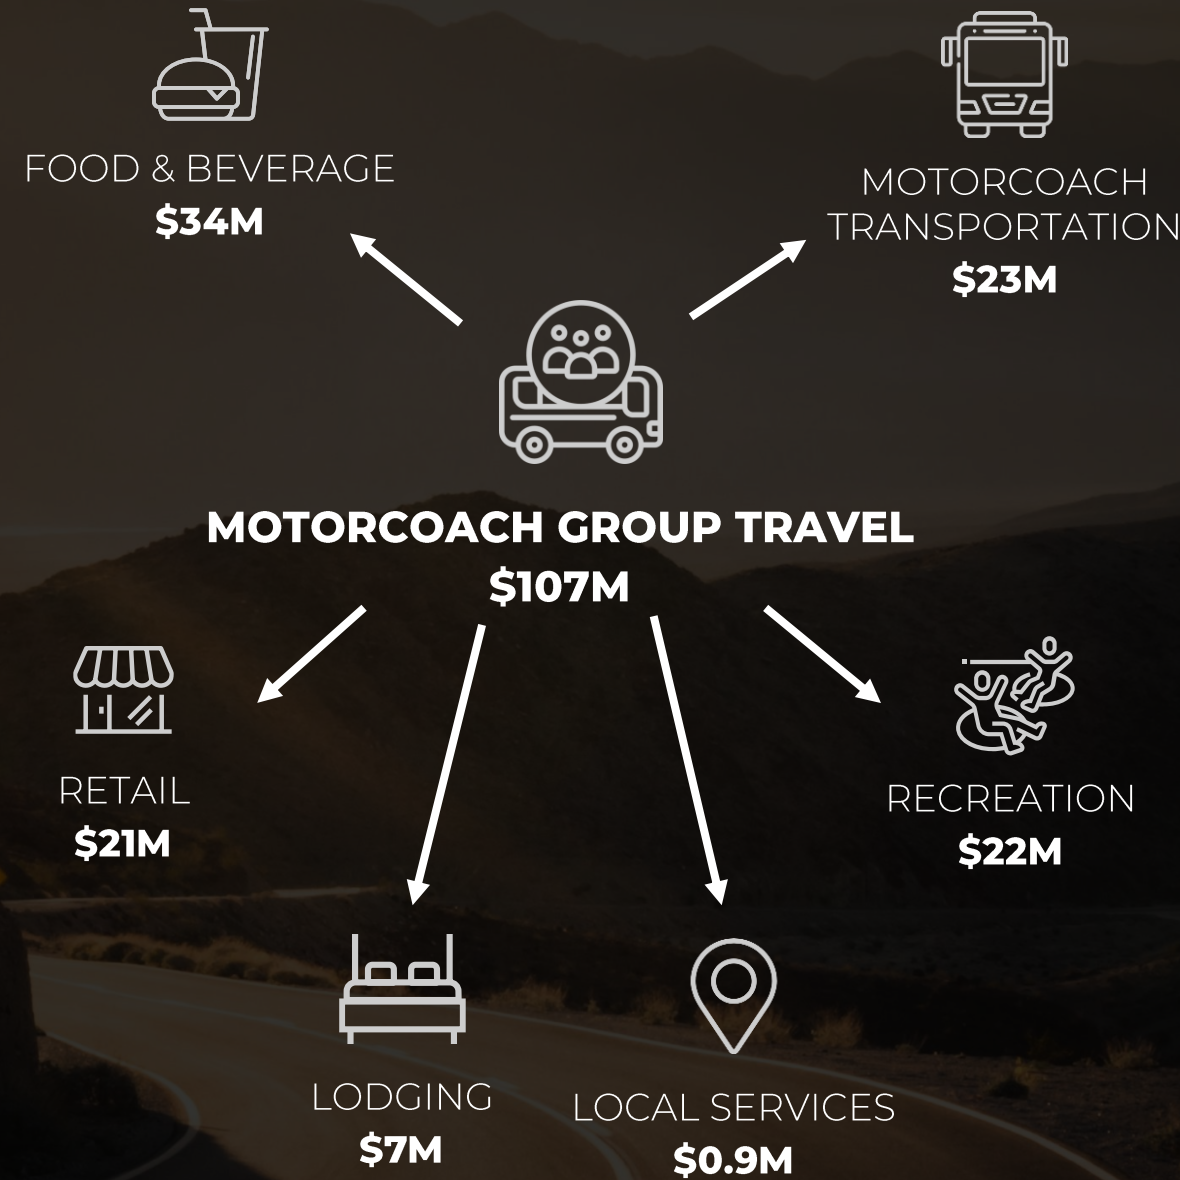 FOOD & BEVERAGE
$34M
MOTORCOACH
TRANSPORTATION
$23M
MOTORCOACH GROUP TRAVEL
$107M
RETAIL
$21M
RECREATION
$22M
LODGING
$7M
LOCAL SERVICES
$0.9M